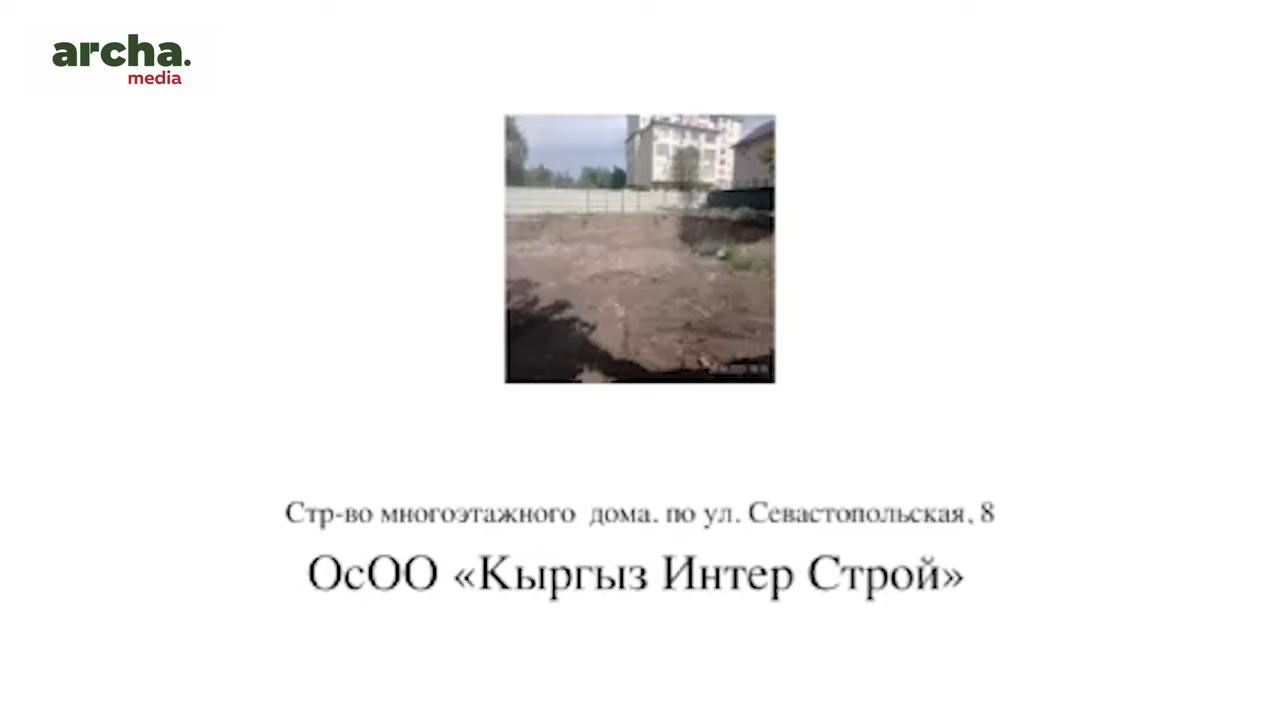 archa.
media
Стр-во многоэтажного дома. по ул. Севастопольская, 8
ОсОО «Кыргыз Интер Строй»